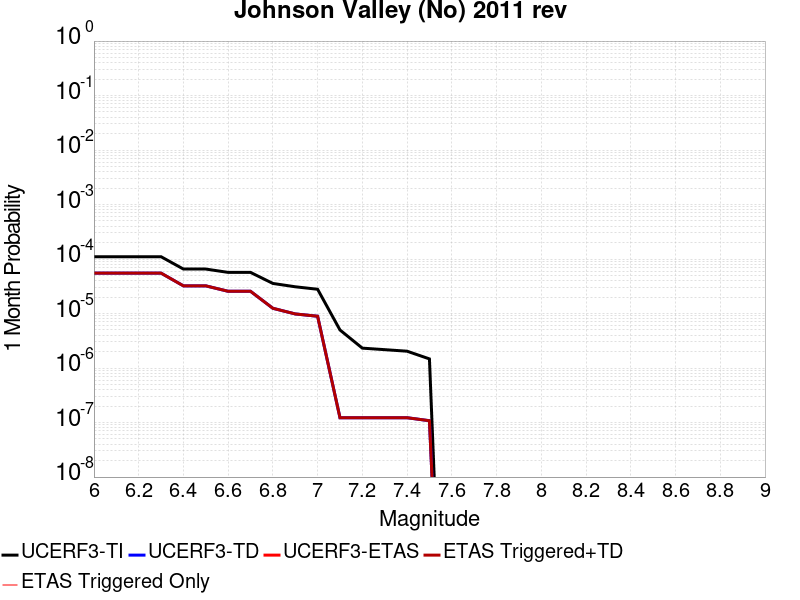 Johnson Valley (No) 2011 rev
1 Month Probability
10^0
10^-1
10^-2
10^-3
10^-4
10^-5
10^-6
10^-7
10^-8
6 6.2 6.4 6.6 6.8 7 7.2 7.4 7.6 7.8 8 8.2 8.4 8.6 8.8 9
Magnitude
UCERF3-TI UCERF3-TD UCERF3-ETAS ETAS Triggered+TD
ETAS Triggered Only